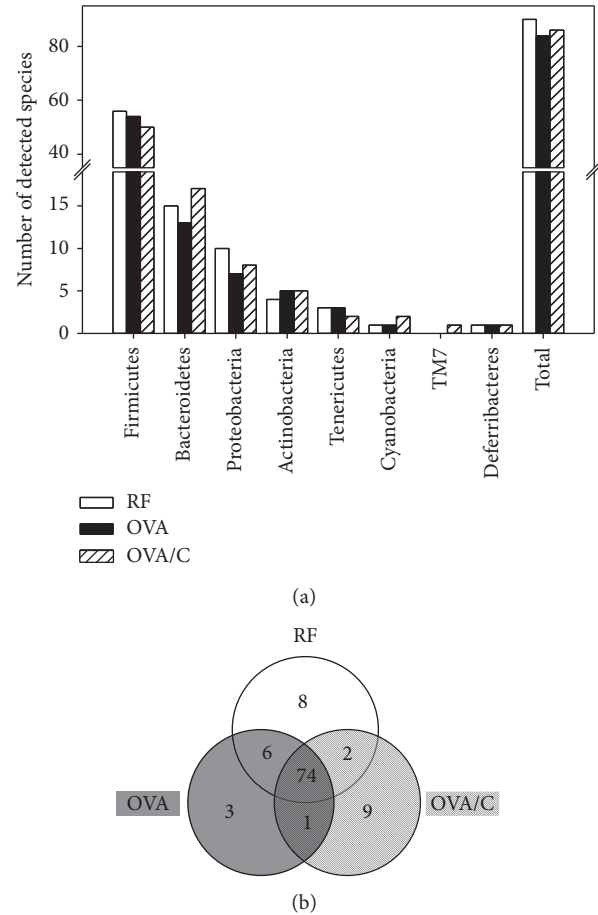 Number of detected species
80
60
40
15
10
5
0
Firmicutes
Bacteroidetes
Proteobacteria
Actinobacteria
Tenericutes
Cyanobacteria
TM7
Deferribacteres
Total
RF
OVA
OVA/C
(a)
RF
8
6
2
74
OVA
OVA/C
3
1
9
(b)